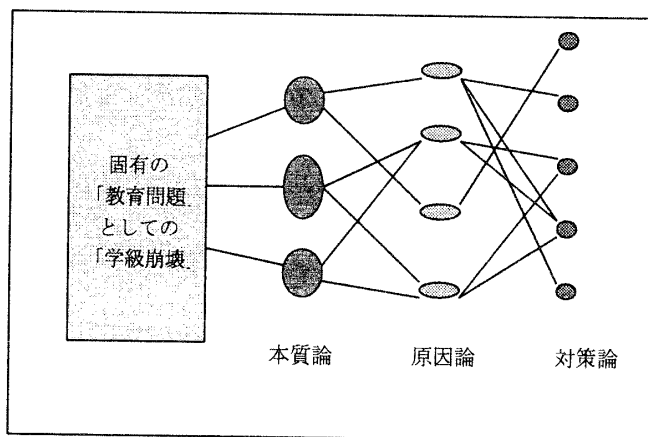 固有の
「教育問題」
としての
「学級崩壊」
本質論
原因論
対策論